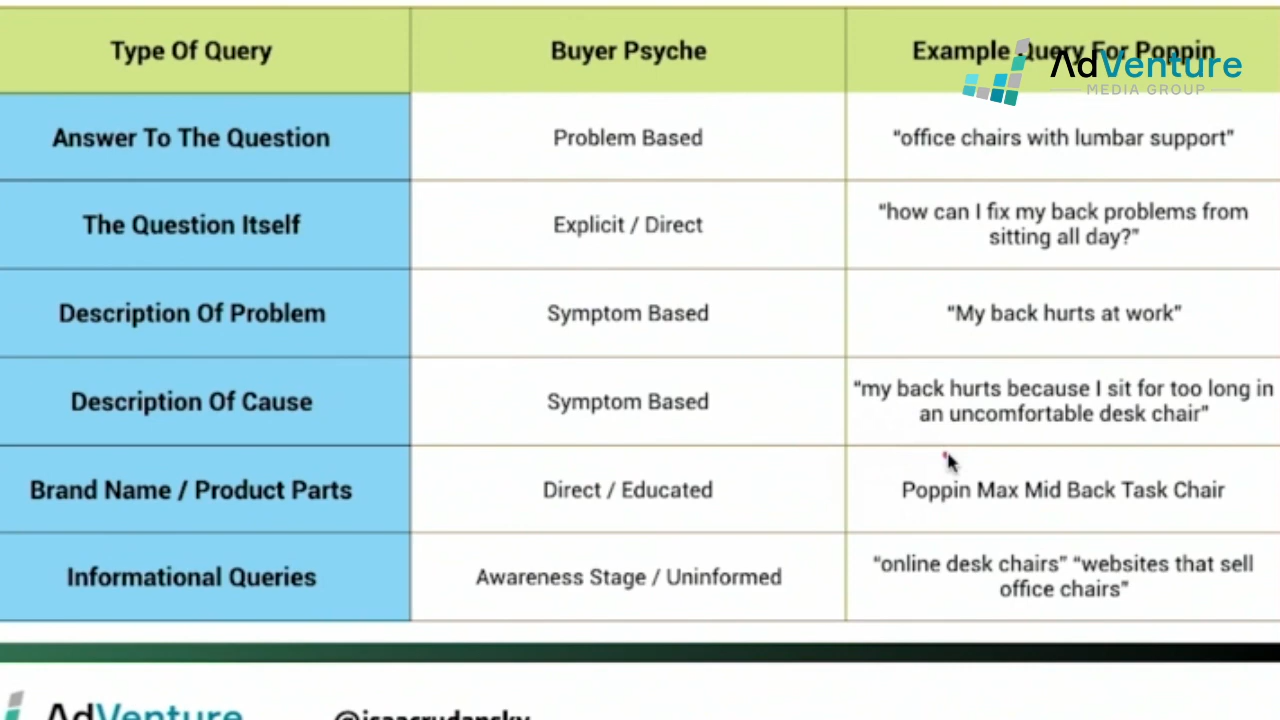 Type Of Query
Buyer Psyche
Example Query For Poppin
AdVenture
MEDIA GROUP
Answer To The Question
Problem Based
“office chairs with lumbar support”
The Question Itself
Explicit / Direct
“how can I fix my back problems from
sitting all day?”
Description Of Problem
Symptom Based
“My back hurts at work”
Description Of Cause
Symptom Based
“my back hurts because I sit for too long in
an uncomfortable desk chair”
Brand Name / Product Parts
Direct / Educated
Poppin Max Mid Back Task Chair
Informational Queries
Awareness Stage / Uninformed
“online desk chairs” “websites that sell
office chairs”
AdVenture
@isaacrudansky